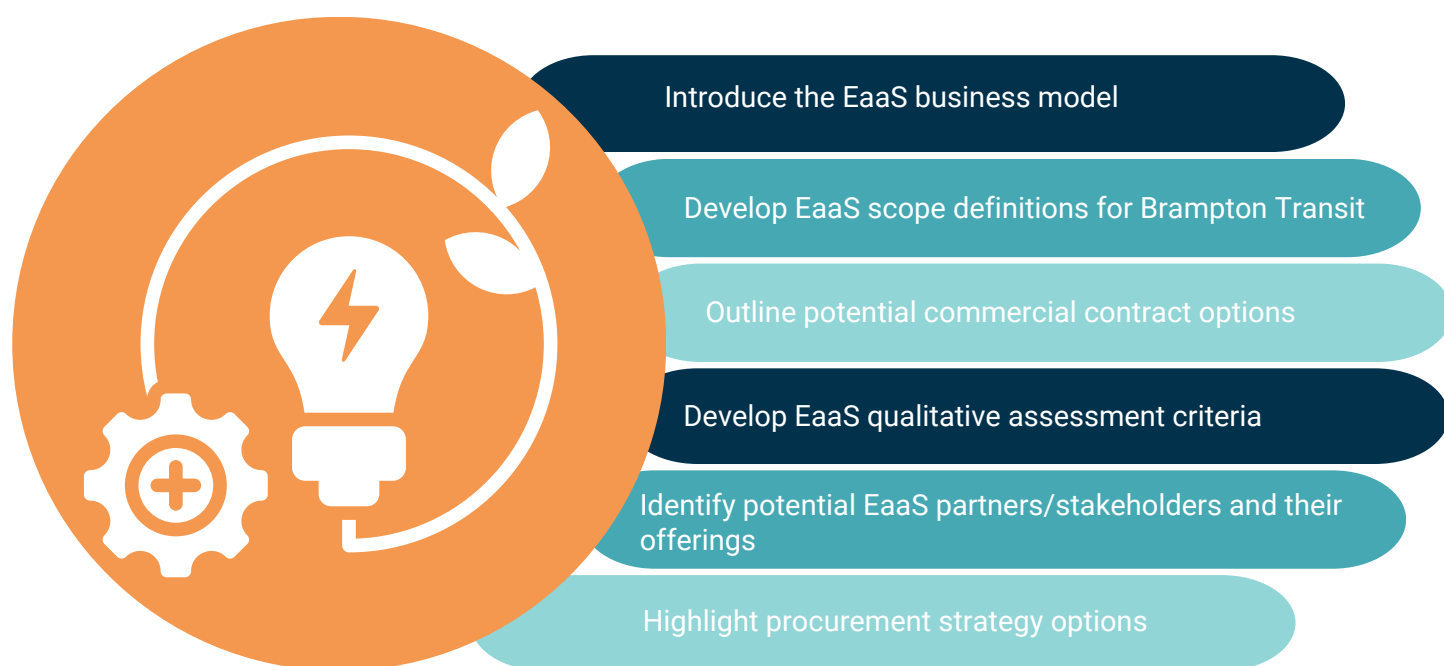 Introduce the EaaS business model
Develop EaaS scope definitions for Brampton Transit
Outline potential commercial contract options
Develop EaaS qualitative assessment criteria
Identify potential EaaS partners/stakeholders and their
offerings
Highlight procurement strategy options